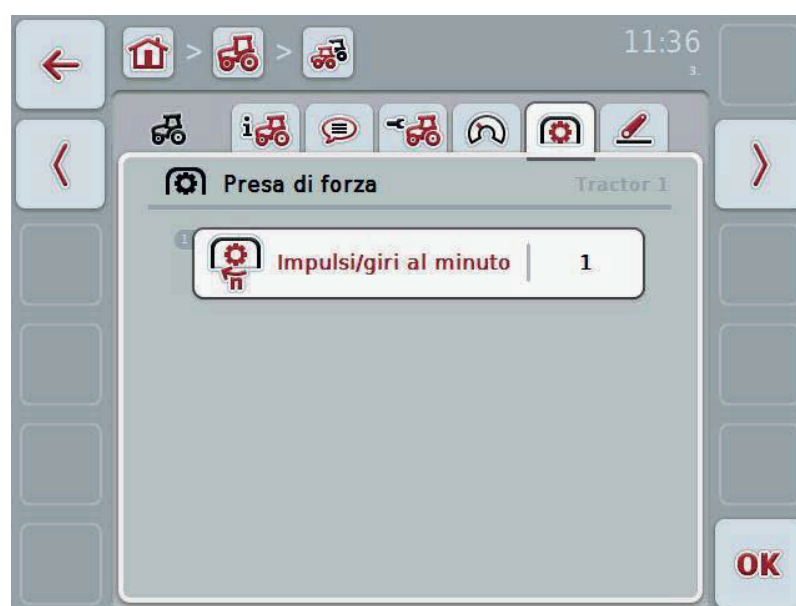 11:36
3.
i
Presa di forza Tractor 1
1
n Impulsi/giri al minuto 1
OK